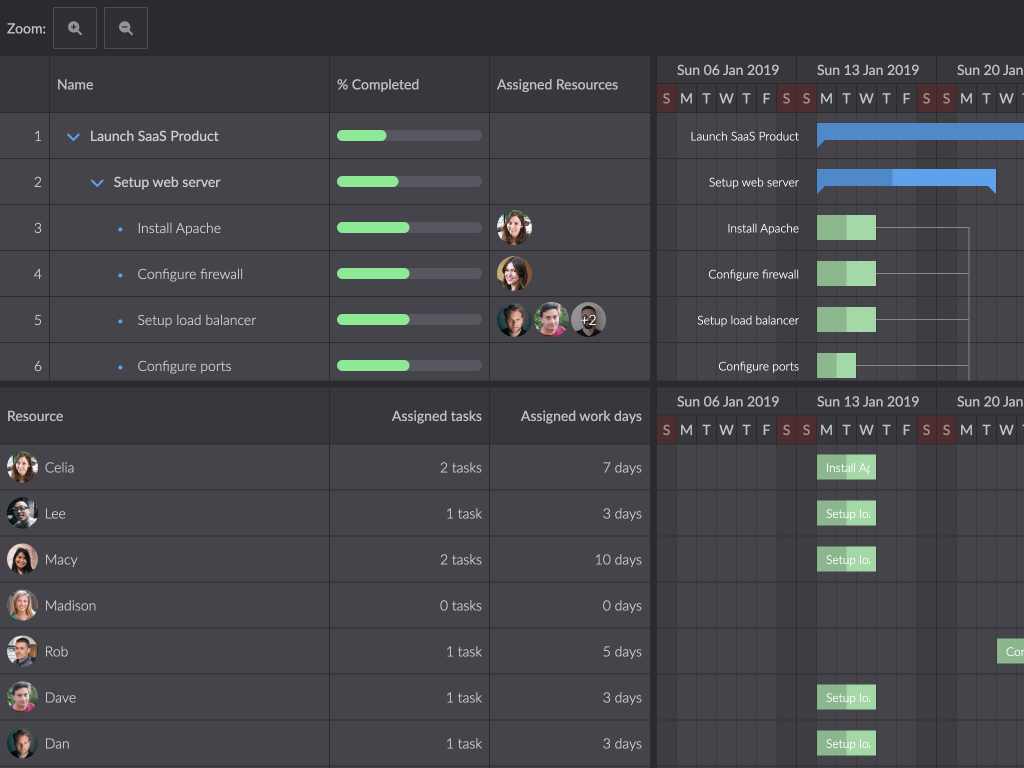 Zoom:
Name % Completed Assigned Resources
Sun 06 Jan 2019 Sun 13 Jan 2019 Sun 20 Jan
S M T W T F S S M T W T F S S M T W
1 Launch SaaS Product
Launch SaaS Product
2 Setup web server
Setup web server
3 Install Apache
Install Apache
4 Configure firewall
Configure firewall
5 Setup load balancer +2
Setup load balancer
6 Configure ports
Configure ports
Resource Assigned tasks Assigned work days
Sun 06 Jan 2019 Sun 13 Jan 2019 Sun 20 Jan
S M T W T F S S M T W T F S S M T W
Celia 2 tasks 7 days Install Ap
Lee 1 task 3 days Setup loa
Macy 2 tasks 10 days Setup loa
Madison 0 tasks 0 days
Rob 1 task 5 days Con
Dave 1 task 3 days Setup loa
Dan 1 task 3 days Setup loa